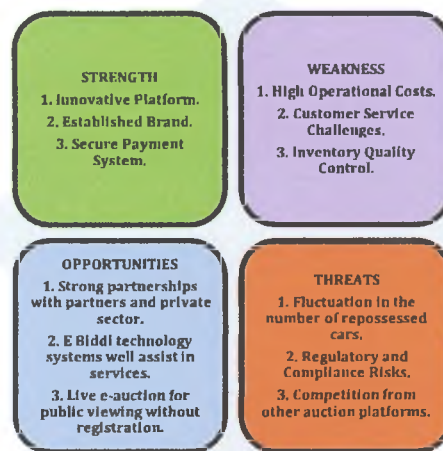 STRENGTH
1. Innovative Platform.
2. Established Brand.
3. Secure Payment
System.
WEAKNESS
1. High Operational Costs.
2. Customer Service
Challenges.
3. Inventory Quality
Control.
OPPORTUNITIES
1. Strong partnerships
with partners and private
sector.
2. E Biddi technology
systems well assist in
services.
3. Live e-auction for
public viewing without
registration.
THREATS
1. Fluctuation in the
number of repossessed
cars.
2. Regulatory and
Compliance Risks.
3. Competition from
other auction platforms.